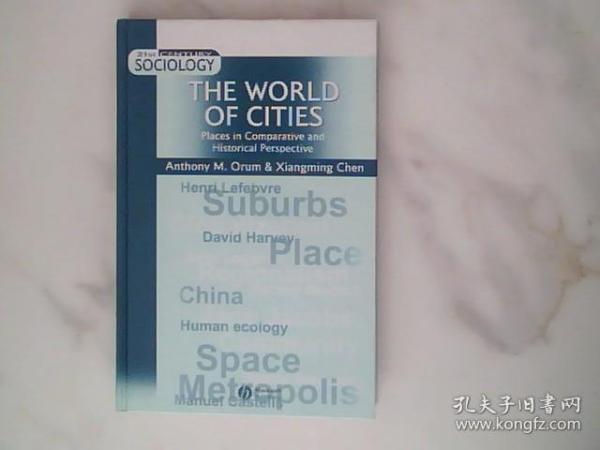 21st CENTURY
SOCIOLOGY
THE WORLD
OF CITIES
Places in Comparative and
Historical Perspective
Anthony M. Orum & Xiangming Chen
Henri Lefebvre
Suburbs
David Harvey
Place
China
Human ecology
Space
Metropolis
Manuel Castells
孔夫子旧书网
www.kongfz.com